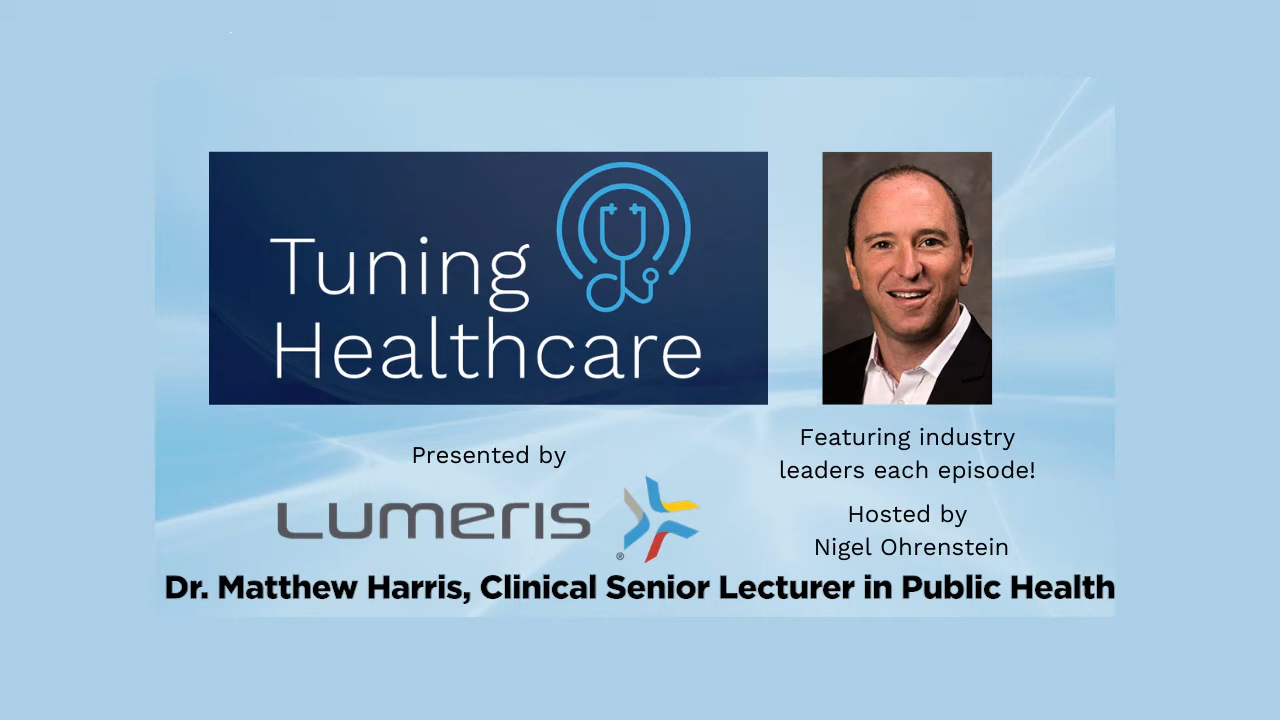 Tuning
Healthcare
Presented by
LUMERIS
®
Featuring industry
leaders each episode!
Hosted by
Nigel Ohrenstein
Dr. Matthew Harris, Clinical Senior Lecturer in Public Health